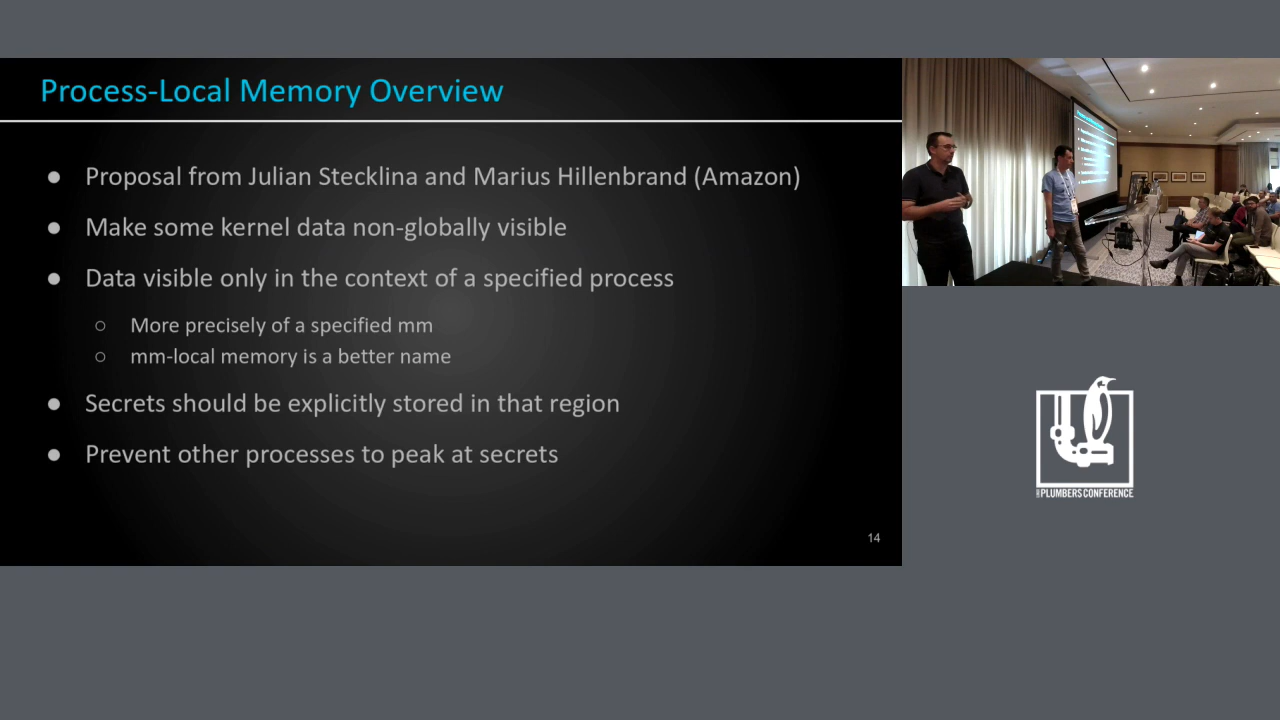 Process-Local Memory Overview
● Proposal from Julian Stecklina and Marius Hillenbrand (Amazon)
● Make some kernel data non-globally visible
● Data visible only in the context of a specified process
○ More precisely of a specified mm
○ mm-local memory is a better name
● Secrets should be explicitly stored in that region
● Prevent other processes to peak at secrets
14
PLUMBERS CONFERENCE